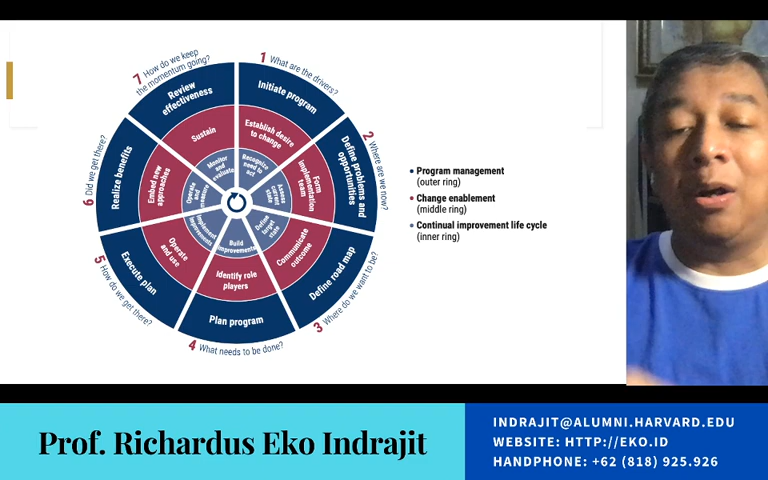 1 What are the drivers?
Initiate program
Establish desire
to change
Recognize
need to
act
2 Where are we now?
Define problems and
opportunities
Form
implementation
team
Assess
current
state
3 Where do we want to be?
Define road map
Communicate
outcome
Define
target
state
4 What needs to be done?
Plan program
Identify role
players
Build
improvements
5 How do we get there?
Execute plan
Operate
and use
Implement
improvements
6 Did we get there?
Realize benefits
Embed new
approaches
Operate
measure
7 How do we keep
the momentum going?
Review
effectiveness
Sustain
Monitor
and
evaluate
Program management
(outer ring)
Change enablement
(middle ring)
Continual improvement life cycle
(inner ring)
Prof. Richardus Eko Indrajit
INDRAJIT@ALUMNI.HARVARD.EDU
WEBSITE: HTTP://EKO.ID
HANDPHONE: +62 (818) 925.926